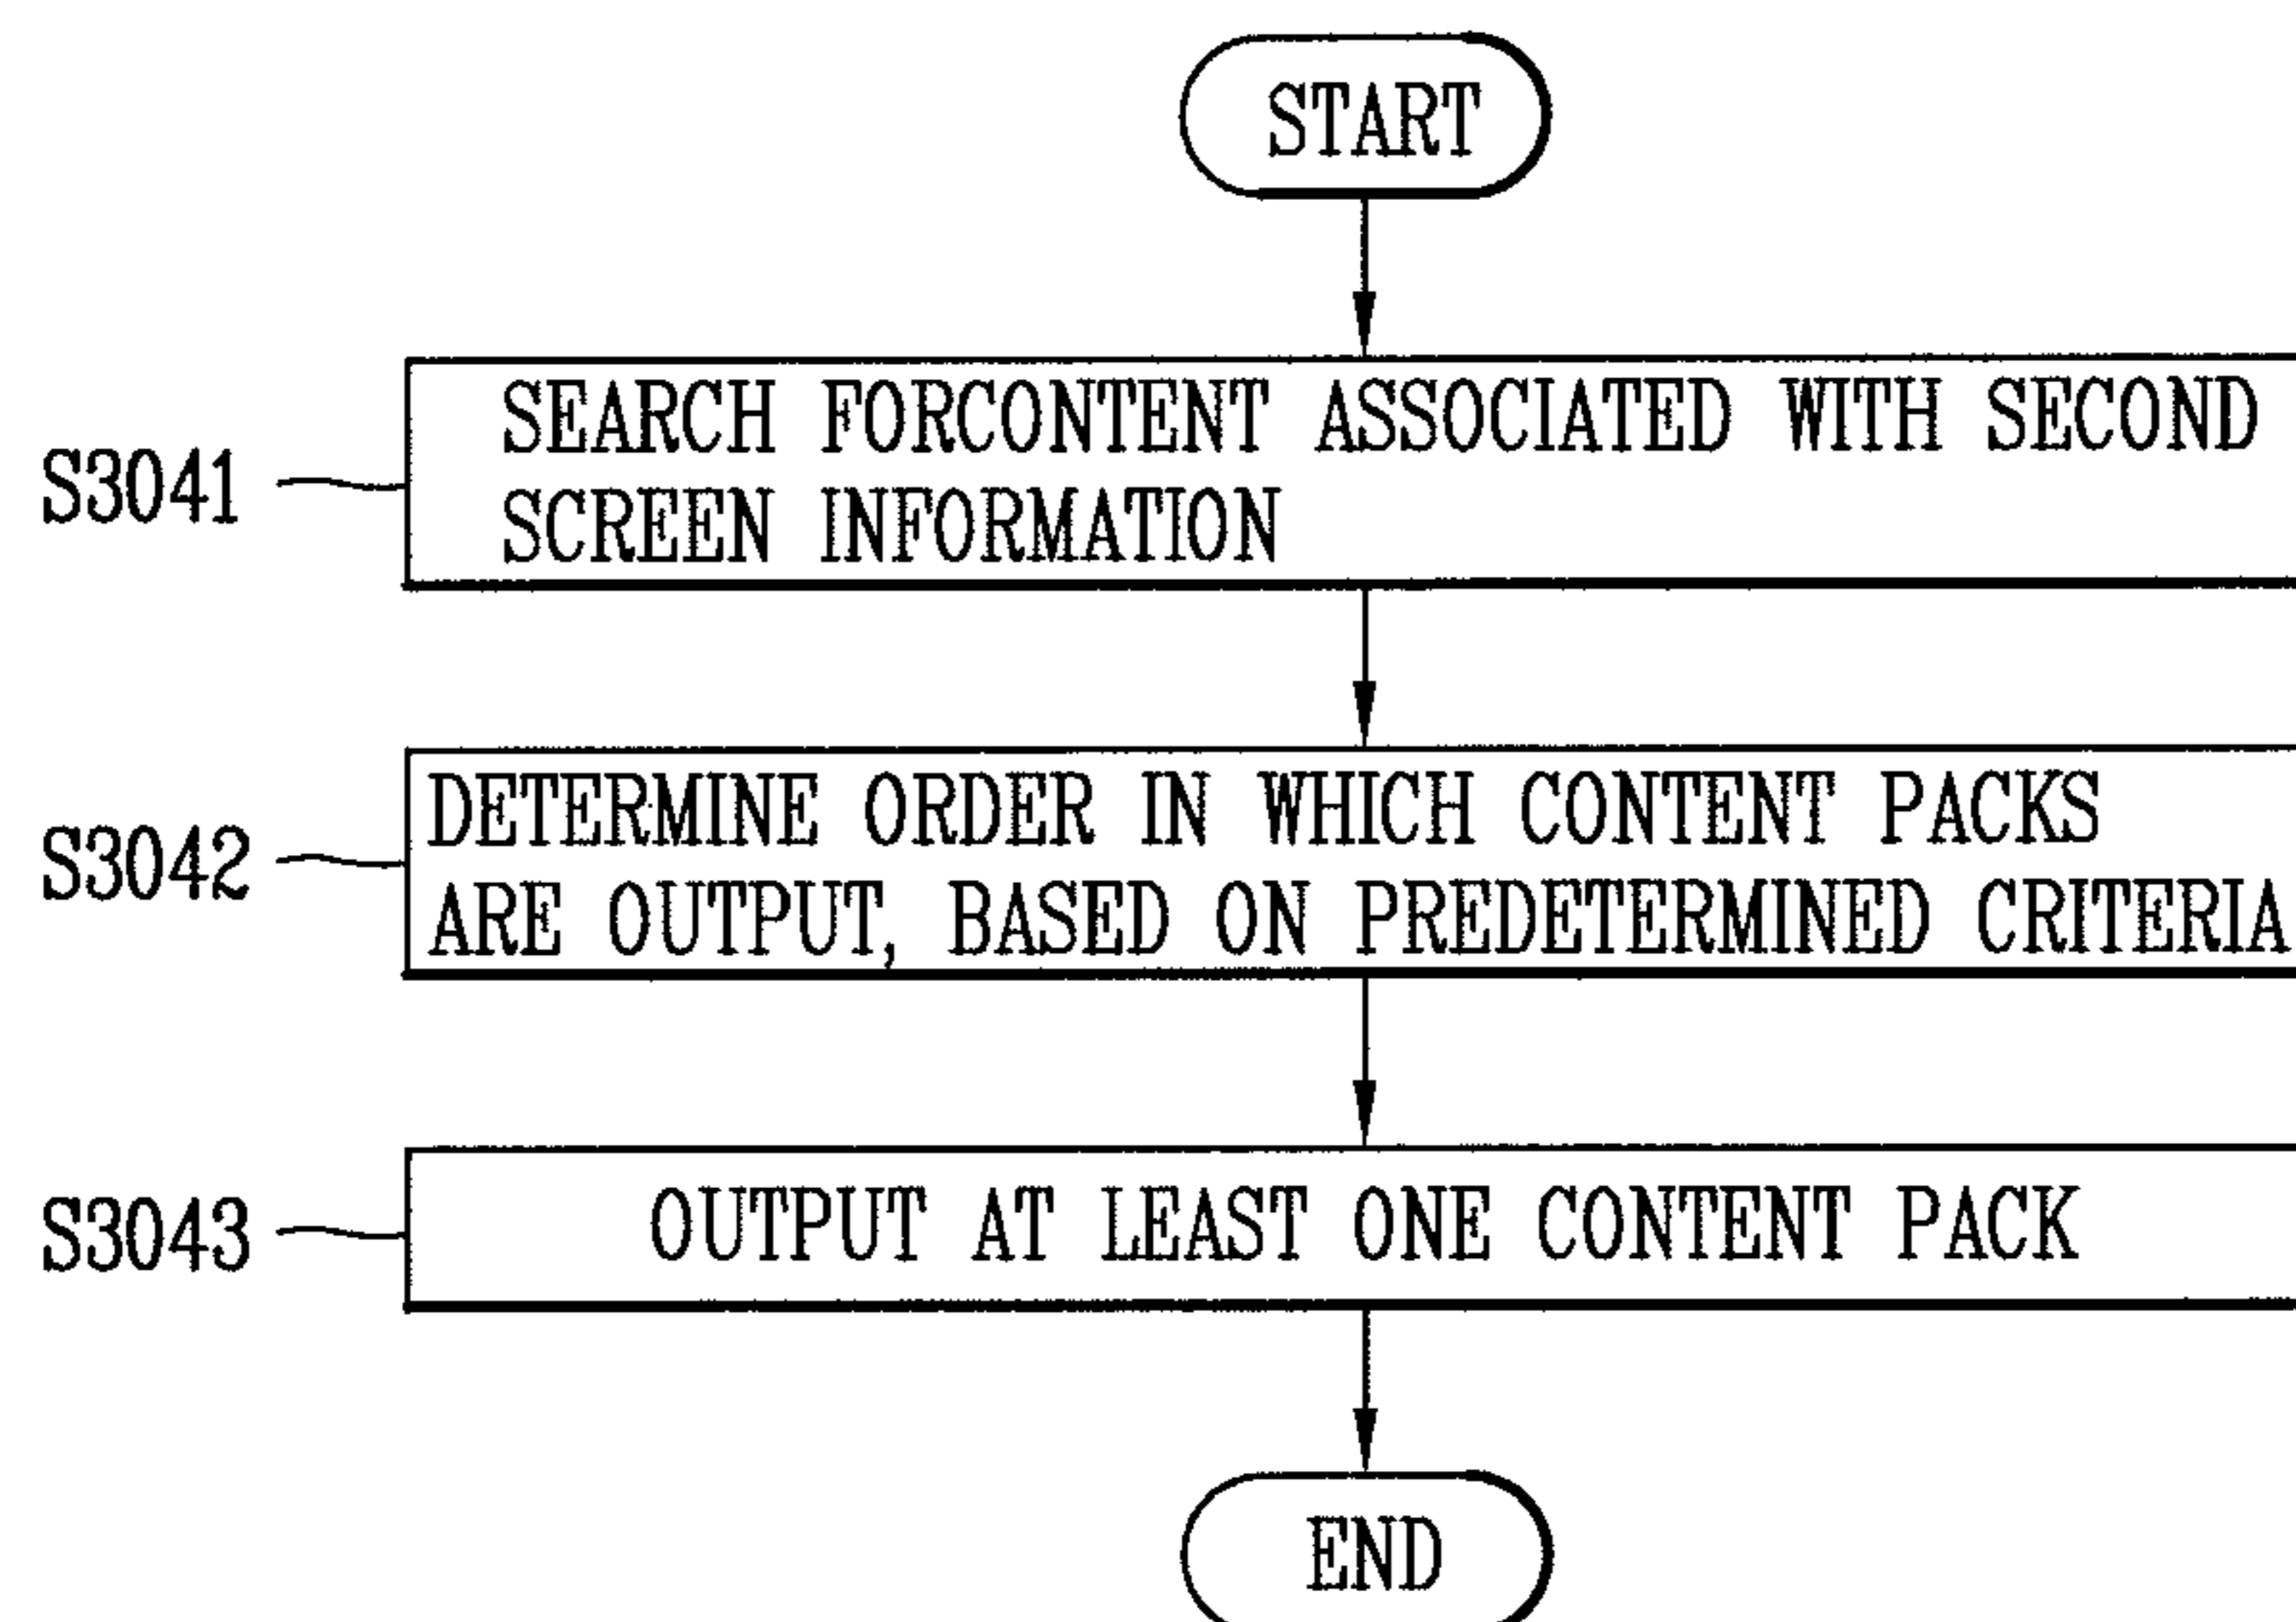 START
S3041
SEARCH FORCONTENT ASSOCIATED WITH SECOND
SCREEN INFORMATION
S3042
DETERMINE ORDER IN WHICH CONTENT PACKS
ARE OUTPUT, BASED ON PREDETERMINED CRITERIA
S3043
OUTPUT AT LEAST ONE CONTENT PACK
END